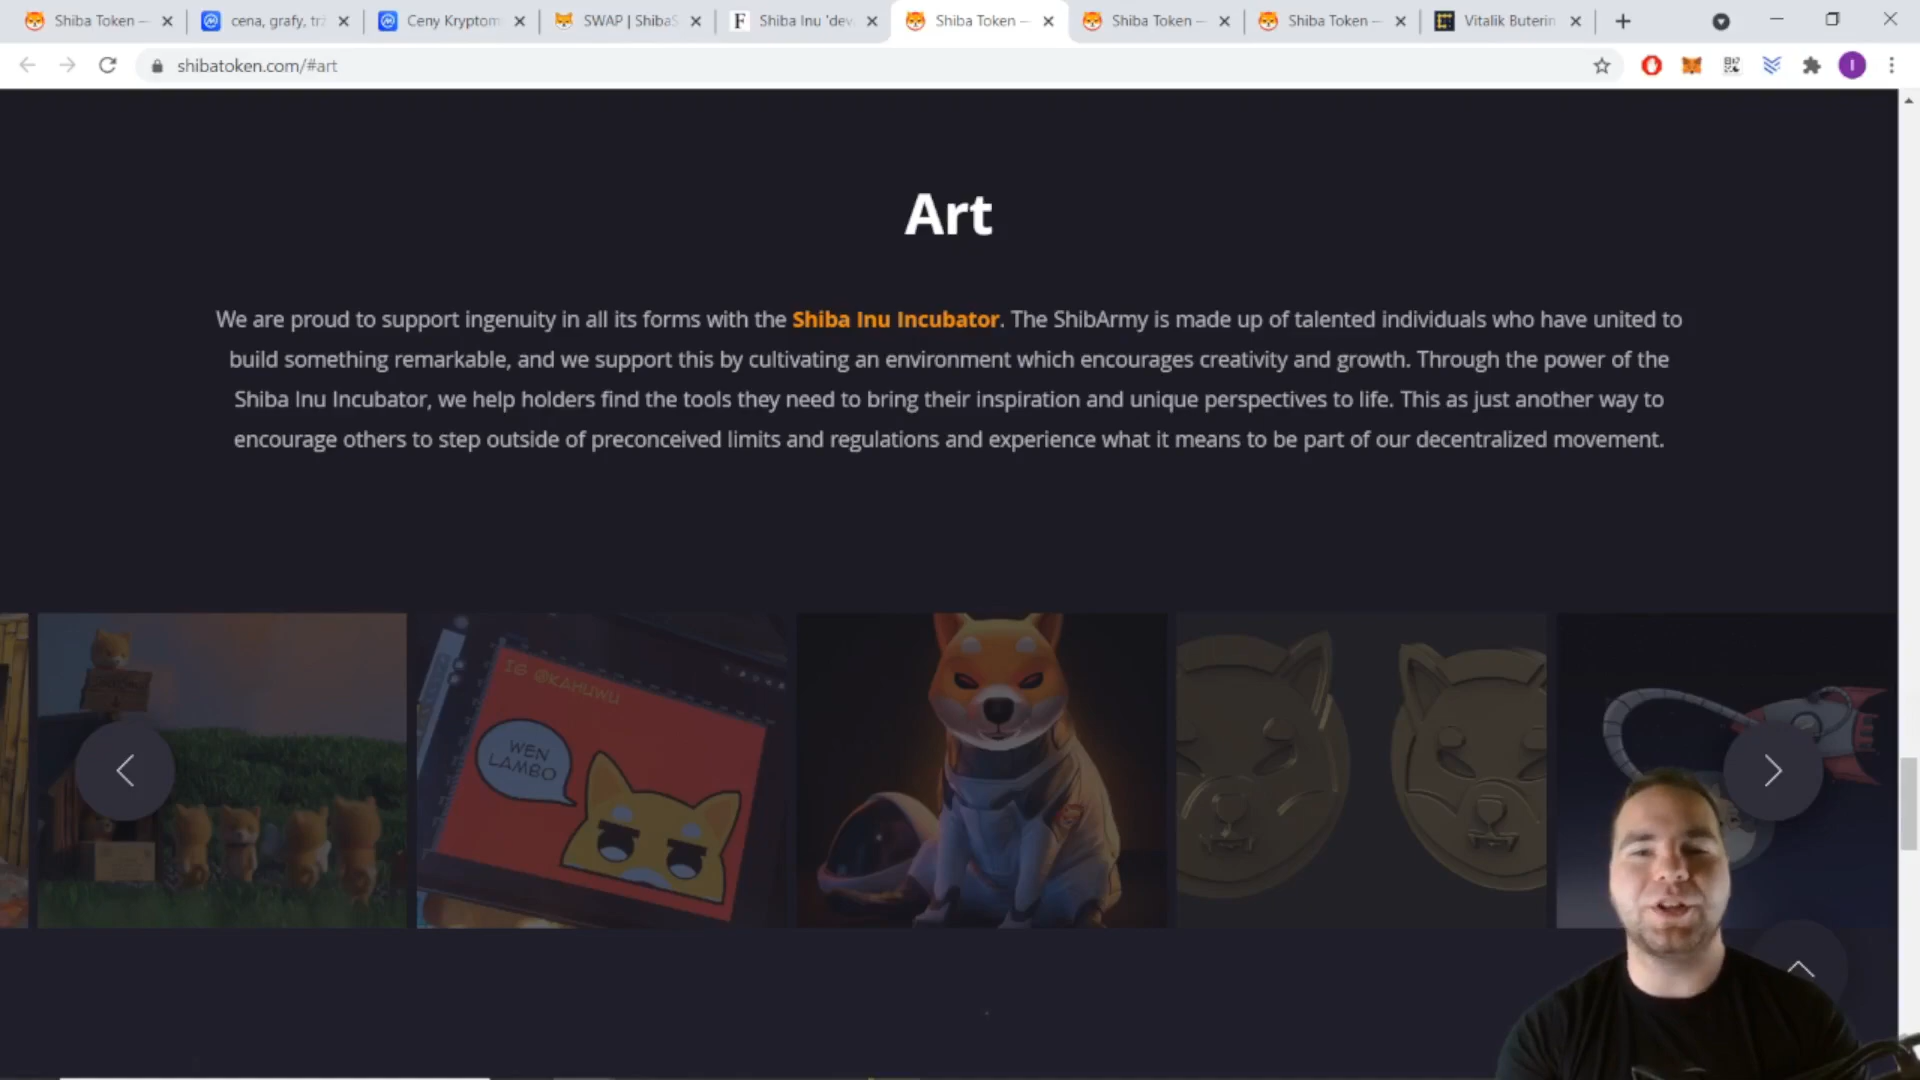 Shiba Token —
cena, grafy, trž
Ceny Kryptom
SWAP | ShibaS
Shiba Inu 'dev
Shiba Token —
Shiba Token —
Shiba Token —
Vitalik Buterin
shibatoken.com/#art
I
Art
We are proud to support ingenuity in all its forms with the Shiba Inu Incubator. The ShibArmy is made up of talented individuals who have united to
build something remarkable, and we support this by cultivating an environment which encourages creativity and growth. Through the power of the
Shiba Inu Incubator, we help holders find the tools they need to bring their inspiration and unique perspectives to life. This as just another way to
encourage others to step outside of preconceived limits and regulations and experience what it means to be part of our decentralized movement.
IG @KAHUWU
WEN
LAMBO